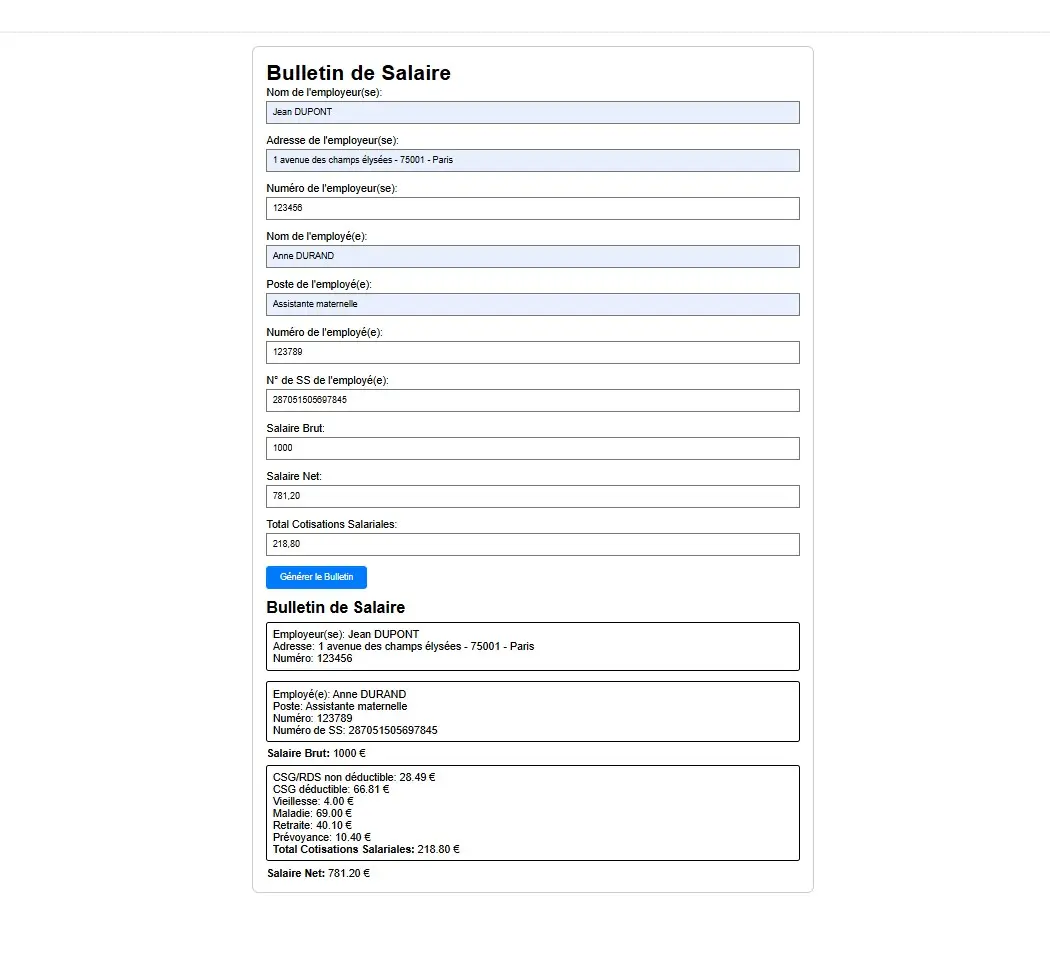 Bulletin de Salaire
Nom de l'employeur(se):
Jean DUPONT
Adresse de l'employeur(se):
1 avenue des champs élysées - 75001 - Paris
Numéro de l'employeur(se):
123456
Nom de l'employé(e):
Anne DURAND
Poste de l'employé(e):
Assistante maternelle
Numéro de l'employé(e):
123789
N° de SS de l'employé(e):
287051505697845
Salaire Brut:
1000
Salaire Net:
781,20
Total Cotisations Salariales:
218,80
Générer le Bulletin
Bulletin de Salaire
Employeur(se): Jean DUPONT
Adresse: 1 avenue des champs élysées - 75001 - Paris
Numéro: 123456
Employé(e): Anne DURAND
Poste: Assistante maternelle
Numéro: 123789
Numéro de SS: 287051505697845
Salaire Brut: 1000 €
CSG/RDS non déductible: 28.49 €
CSG déductible: 66.81 €
Vieillesse: 4.00 €
Maladie: 69.00 €
Retraite: 40.10 €
Prévoyance: 10.40 €
Total Cotisations Salariales: 218.80 €
Salaire Net: 781.20 €